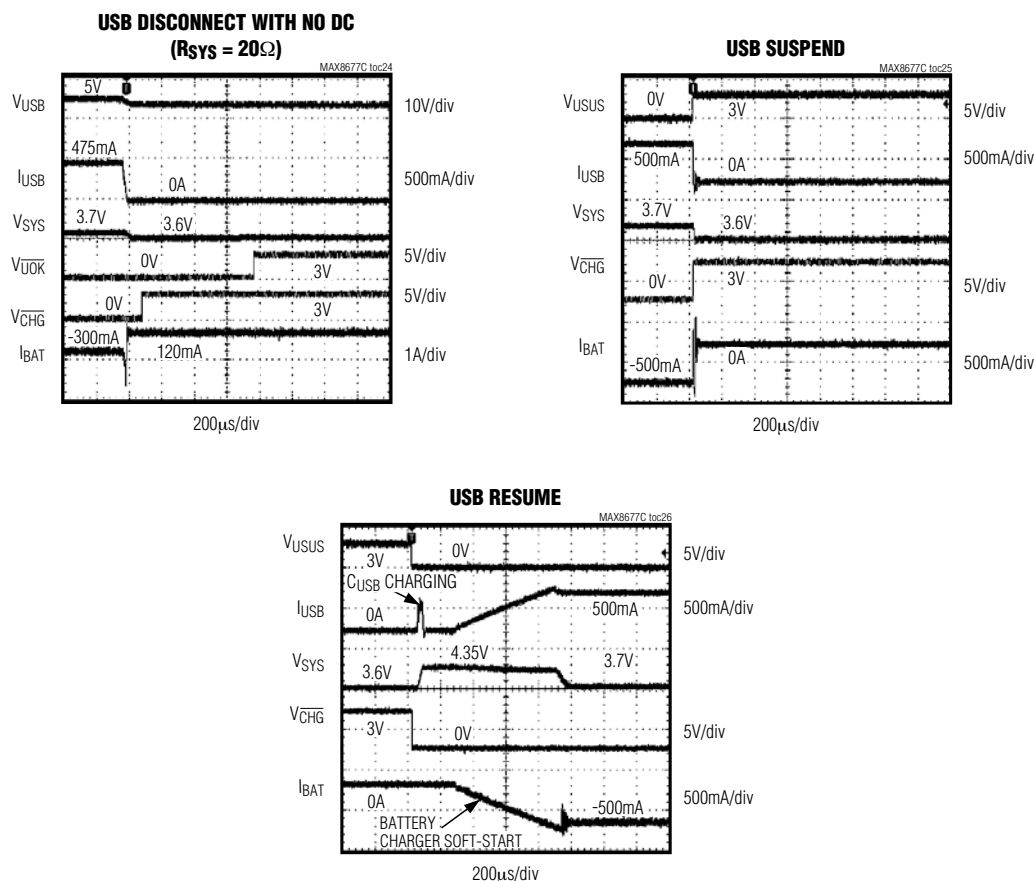 USB DISCONNECT WITH NO DC
(RSYS = 20Ω)
MAX8677C toc24
VUSB
5V
10V/div
IUSB
475mA
0A
500mA/div
VSYS
3.7V
3.6V
VUOK
0V
3V
5V/div
VCHG
0V
3V
5V/div
IBAT
-300mA
120mA
1A/div
200µs/div
USB SUSPEND
MAX8677C toc25
VUSUS
0V
3V
5V/div
IUSB
500mA
0A
500mA/div
VSYS
3.7V
3.6V
VCHG
0V
3V
5V/div
IBAT
-500mA
0A
500mA/div
200µs/div
USB RESUME
MAX8677C toc26
VUSUS
3V
0V
5V/div
CUSB CHARGING
IUSB
0A
500mA
500mA/div
VSYS
3.6V
4.35V
3.7V
VCHG
3V
0V
5V/div
IBAT
0A
-500mA
500mA/div
BATTERY
CHARGER SOFT-START
200µs/div